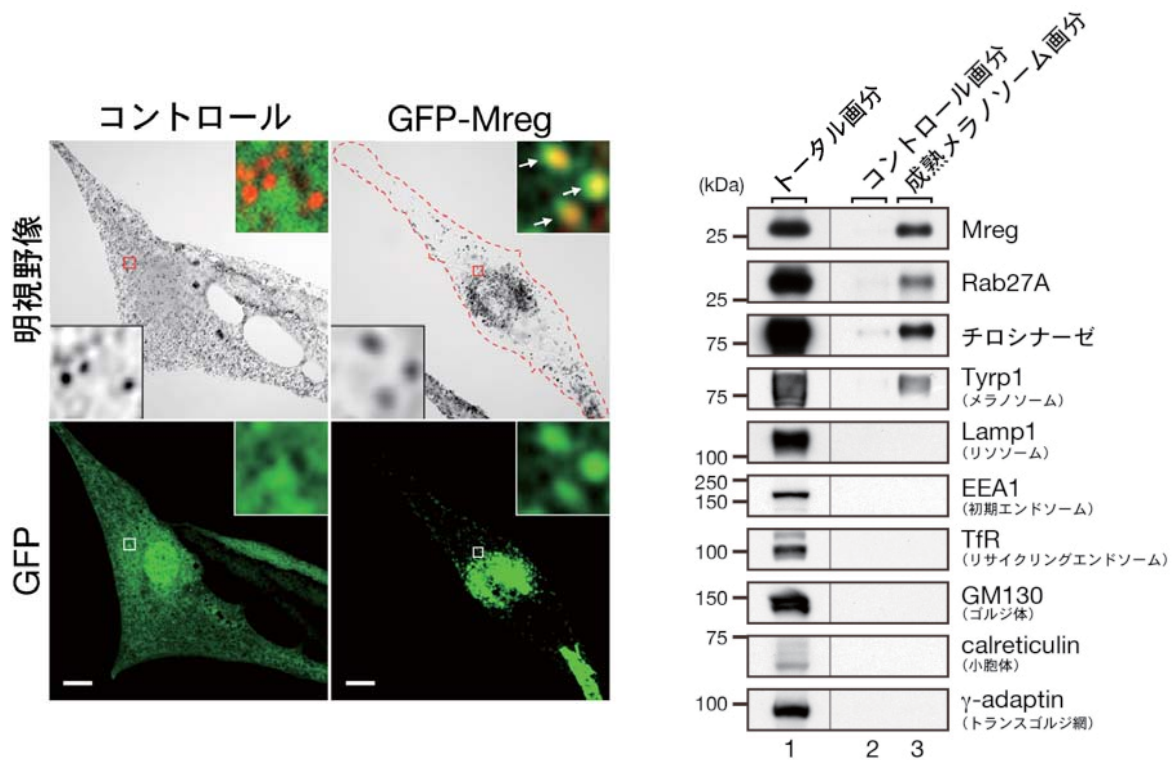 コントロール
GFP-Mreg
明視野像
GFP
トータル画分
コントロール画分
成熟メラノソーム画分
(kDa)
25
Mreg
25
Rab27A
75
チロシナーゼ
75
Tyrp1
(メラノソーム)
100
Lamp1
(リソソーム)
250
150
EEA1
(初期エンドソーム)
100
TfR
(リサイクリングエンドソーム)
150
GM130
(ゴルジ体)
75
calreticulin
(小胞体)
100
γ-adaptin
(トランスゴルジ網)
1 2 3